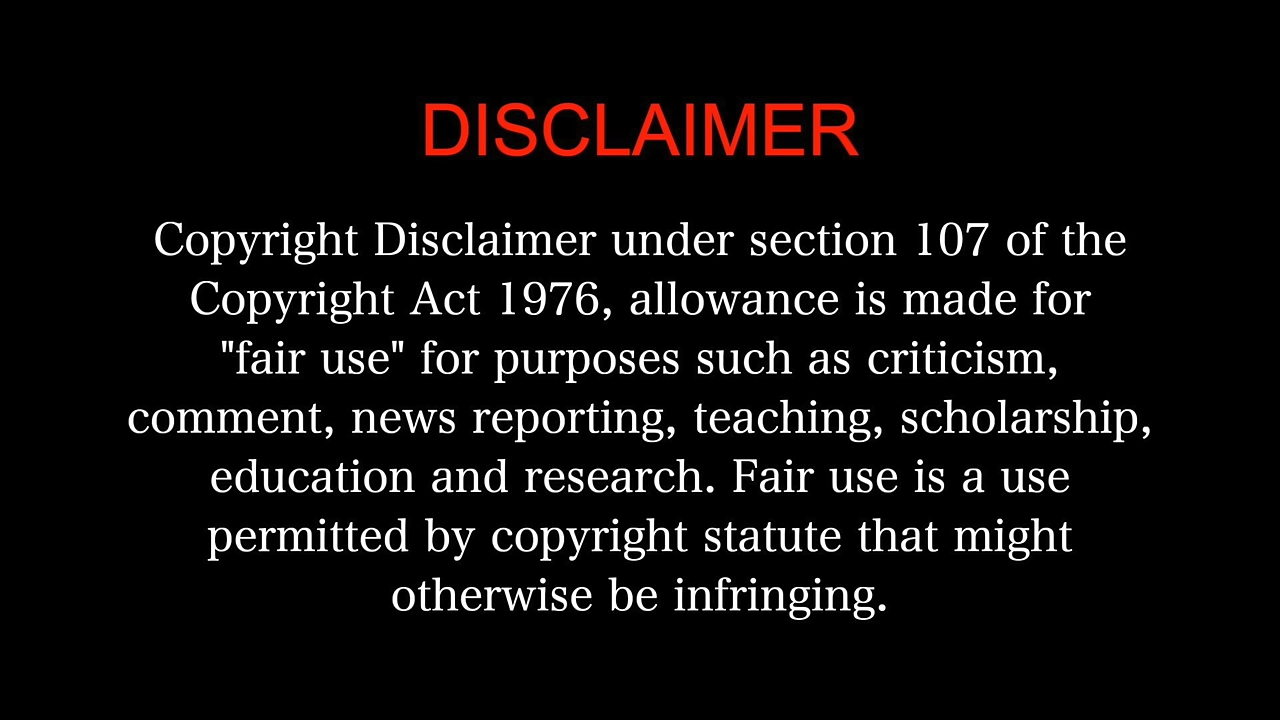 DISCLAIMER
Copyright Disclaimer under section 107 of the
Copyright Act 1976, allowance is made for
"fair use" for purposes such as criticism,
comment, news reporting, teaching, scholarship,
education and research. Fair use is a use
permitted by copyright statute that might
otherwise be infringing.